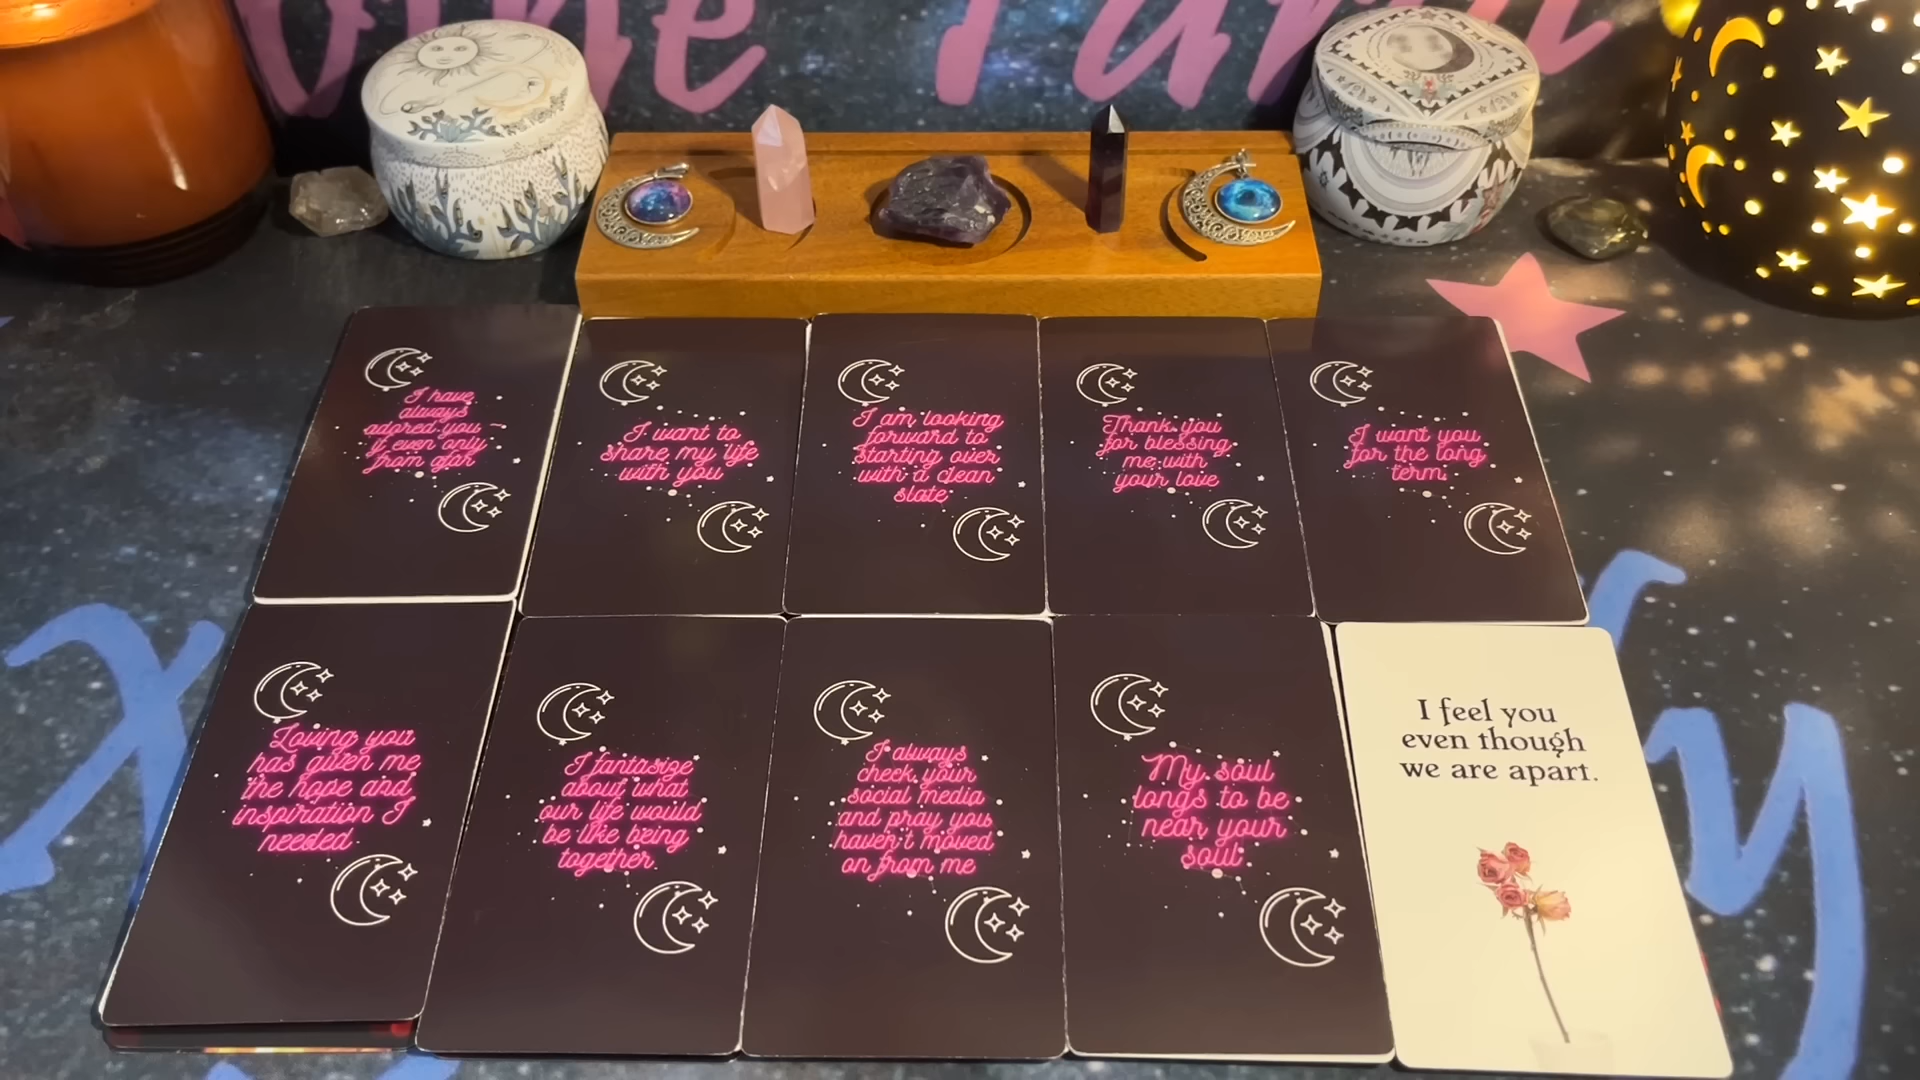 I have
always
adored you
if even only
from afar
I want to
share my life
with you
I am looking
forward to
starting over
with a clean
slate
Thank you
for blessing
me with
your love
I want you
for the long
term.
Loving you
has given me
the hope and
inspiration I
needed
I fantasize
about what
our life would
be like being
together.
I always
check your
social media
and pray you
haven't moved
on from me
My soul
longs to be
near your
soul.
I feel you
even though
we are apart.